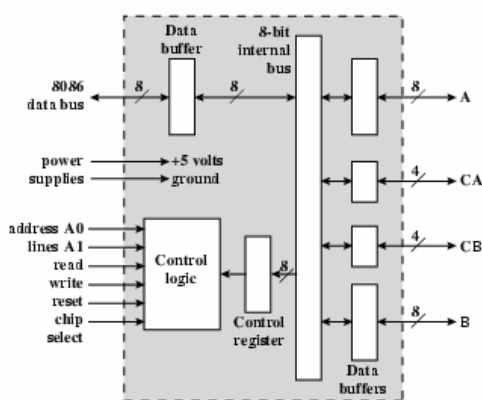 Data
buffer
8-bit
internal
bus
8086
data bus
8
8
8
A
power
supplies
+5 volts
ground
4
CA
address A0
lines A1
read
write
reset
chip
select
Control
logic
8
Control
register
4
CB
8
B
Data
buffers